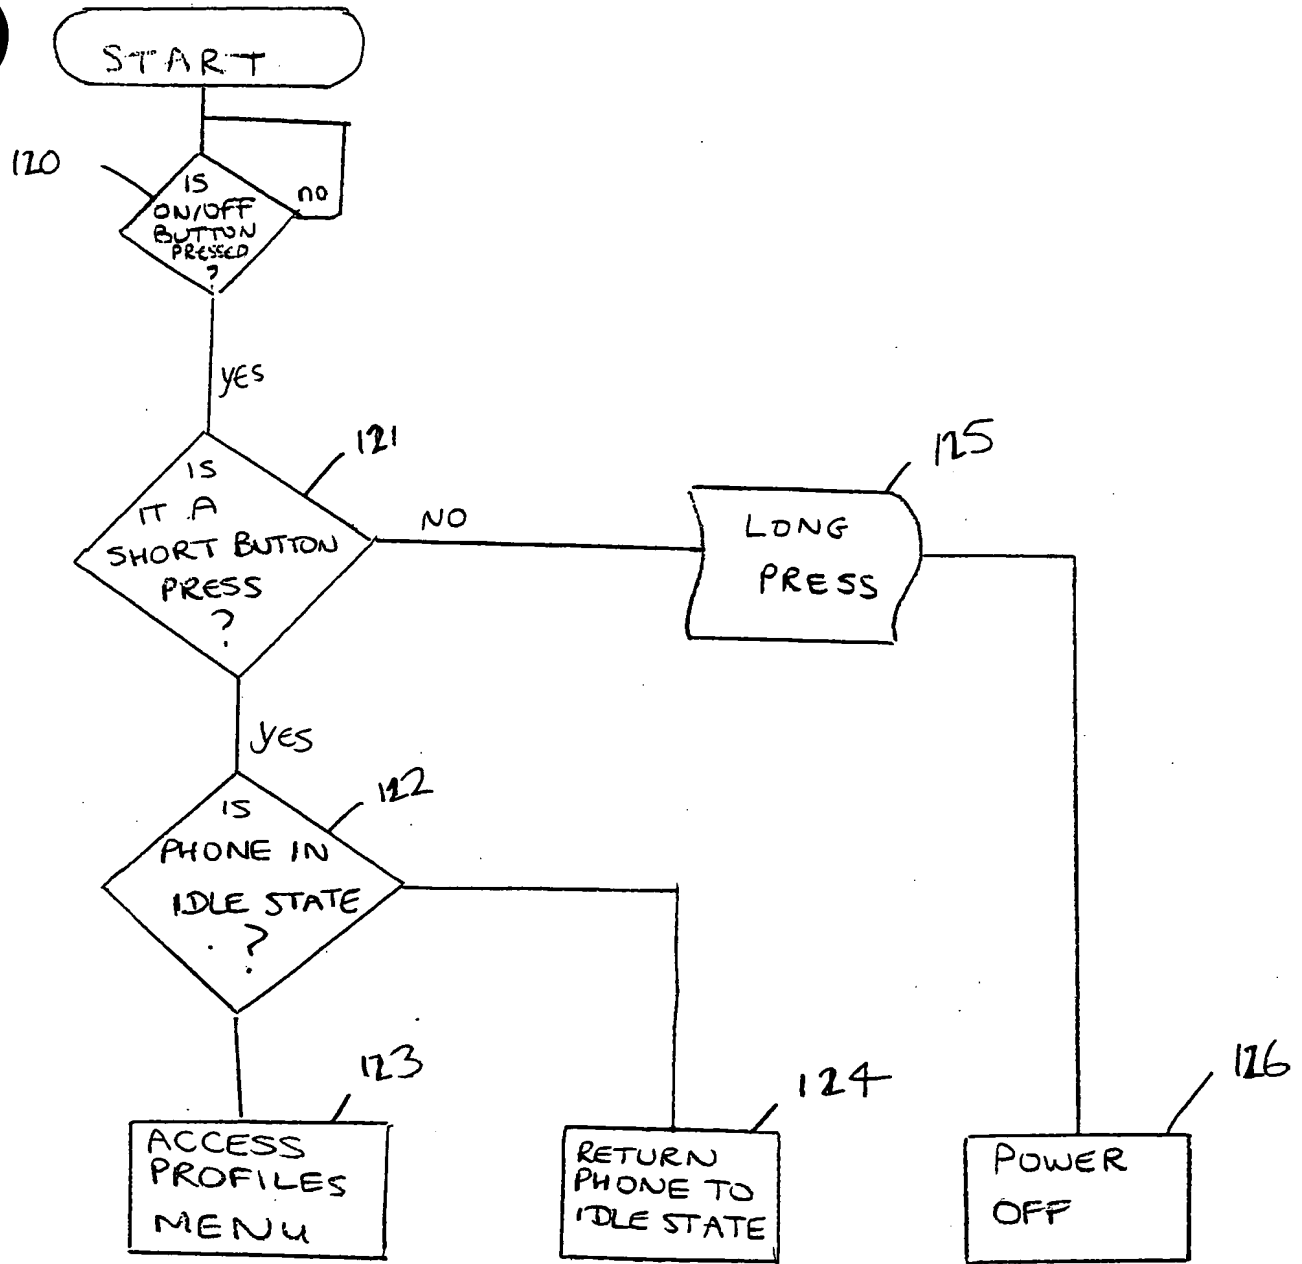 START
120
IS
no
ON/OFF
BUTTON
PRESSED
?
YES
121
IS
IT A
SHORT BUTTON
PRESS
?
NO
125
LONG
PRESS
YES
122
IS
PHONE IN
IDLE STATE
?
123
ACCESS
PROFILES
MENU
124
RETURN
PHONE TO
IDLE STATE
126
POWER
OFF